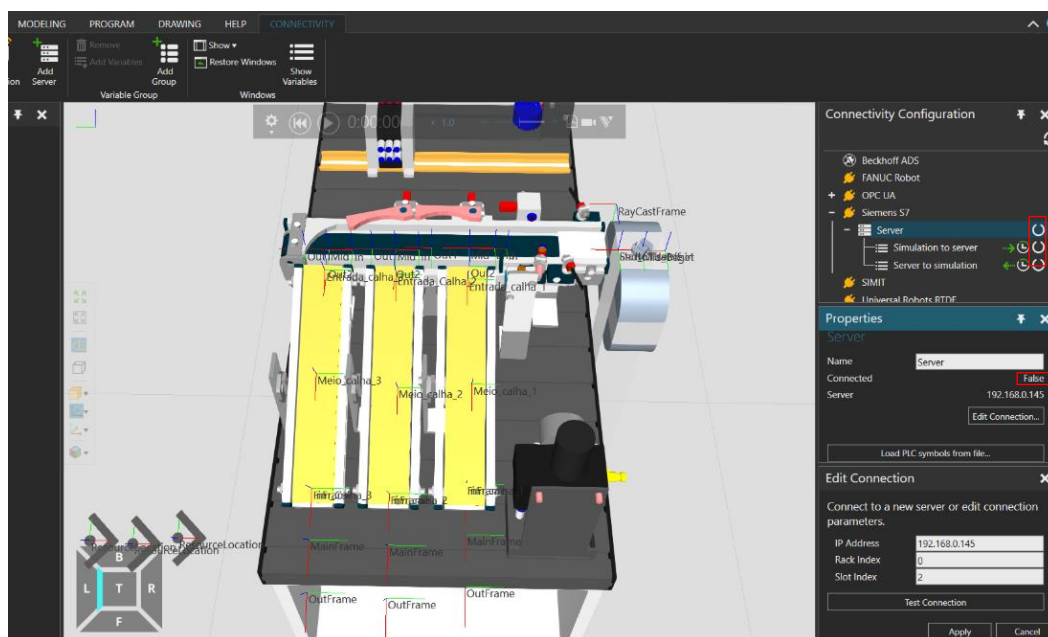 MODELING PROGRAM DRAWING HELP CONNECTIVITY
Remove
Show
Add Variables
Restore Windows
ion
Add Server
Add Group
Show Variables
Variable Group
Windows
0:00:00
1.0
RayCastFrame
Entrada_calha_1
Entrada_Calha_2
Meio_calha_3
Meio_calha_2
Meio_calha_1
ResourceLocation
MainFrame
MainFrame
MainFrame
OutFrame
OutFrame
OutFrame
B
L T R
F
Connectivity Configuration
Beckhoff ADS
FANUC Robot
OPC UA
Siemens S7
Server
Simulation to server
Server to simulation
SIMIT
Universal Robots RTDE
Properties
Server
Name Server
Connected False
Server 192.168.0.145
Edit Connection...
Load PLC symbols from file...
Edit Connection
Connect to a new server or edit connection
parameters.
IP Address 192.168.0.145
Rack Index 0
Slot Index 2
Test Connection
Apply Cancel